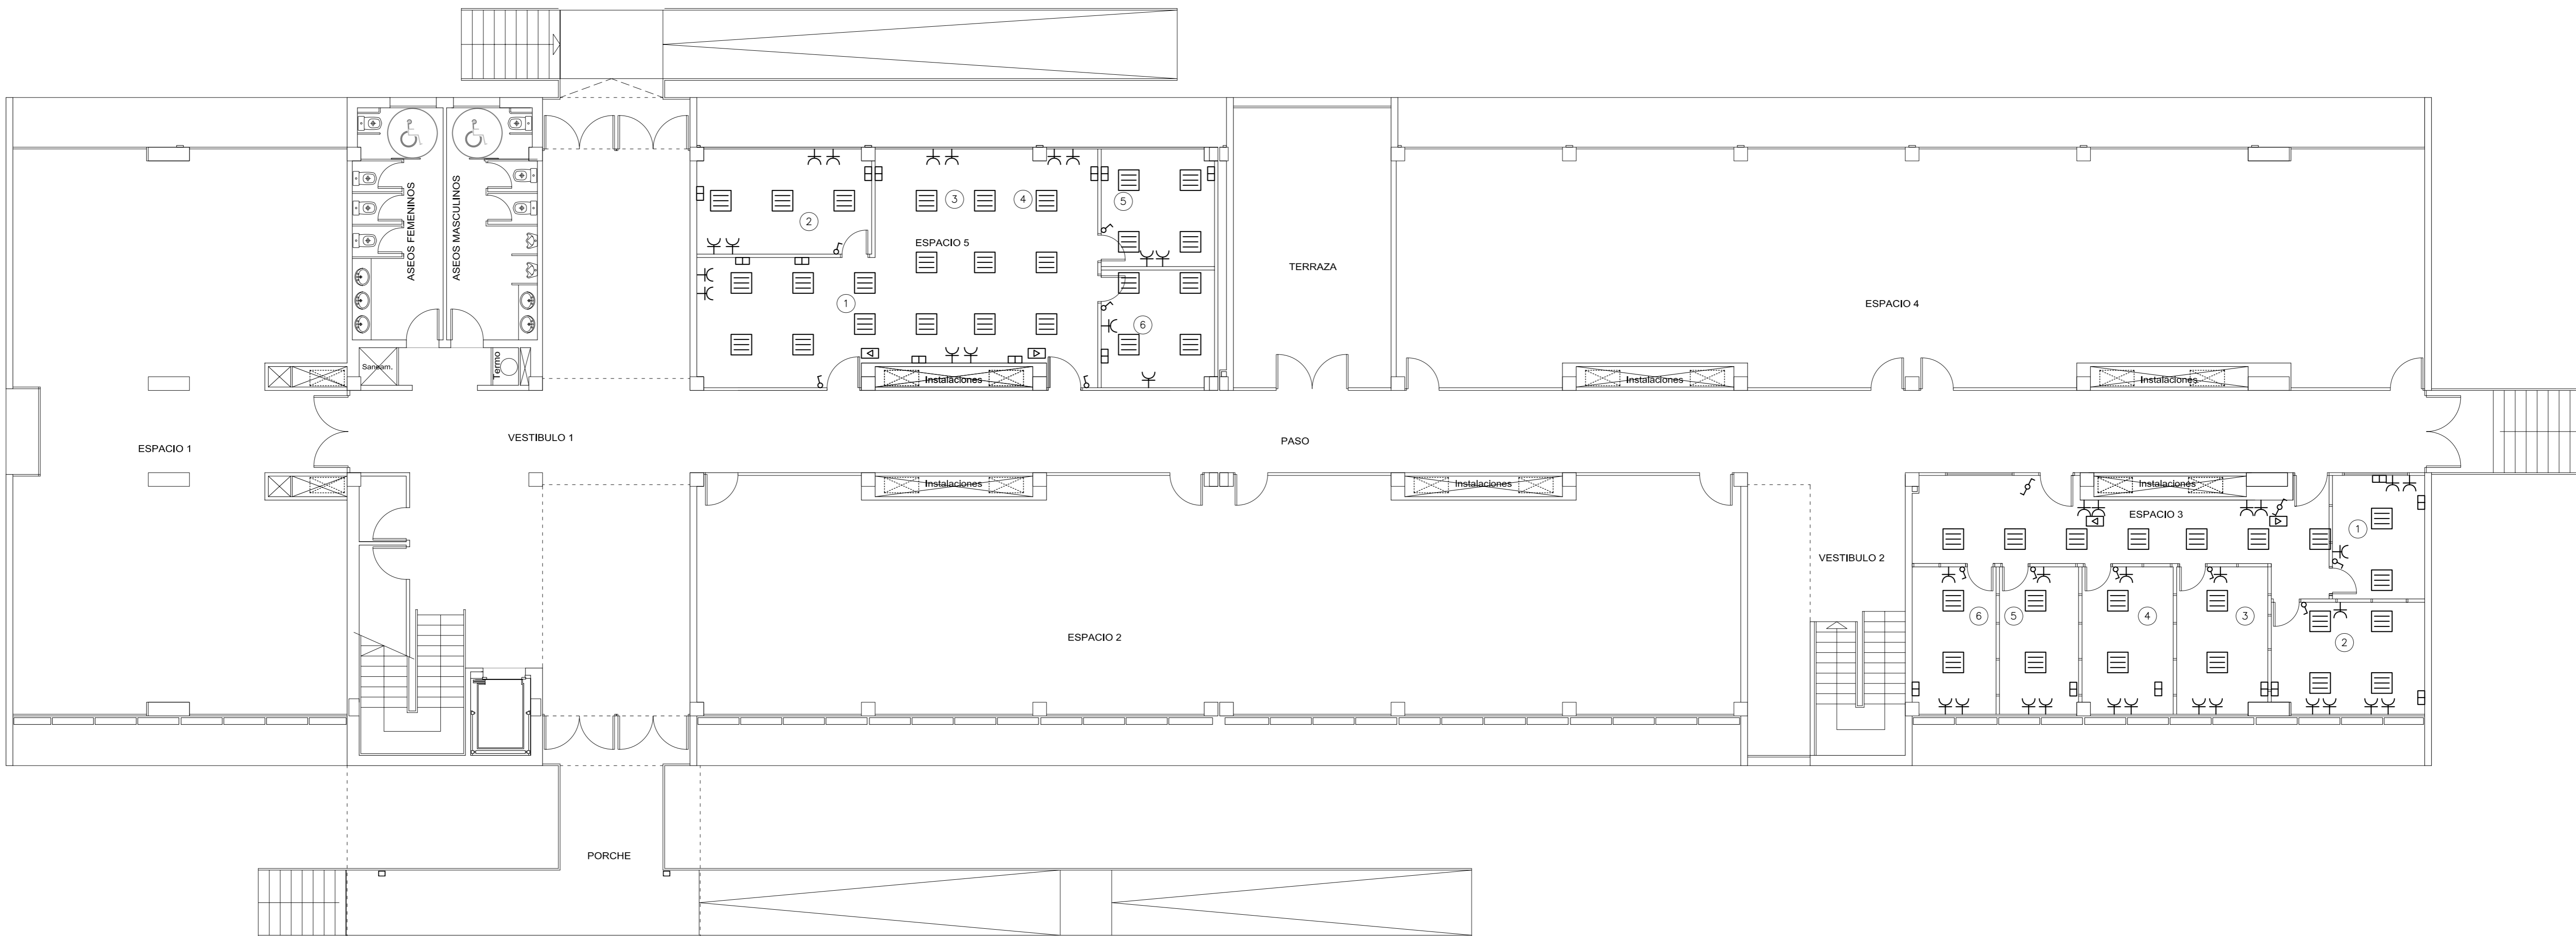 ASEOS FEMENINOS
ASEOS MASCULINOS
2
3
4
5
ESPACIO 5
TERRAZA
1
ESPACIO 4
6
Saneam.
Termo
Instalaciones
Instalaciones
Instalaciones
ESPACIO 1
VESTIBULO 1
PASO
Instalaciones
Instalaciones
Instalaciones
ESPACIO 3
1
VESTIBULO 2
6
5
4
3
2
ESPACIO 2
PORCHE